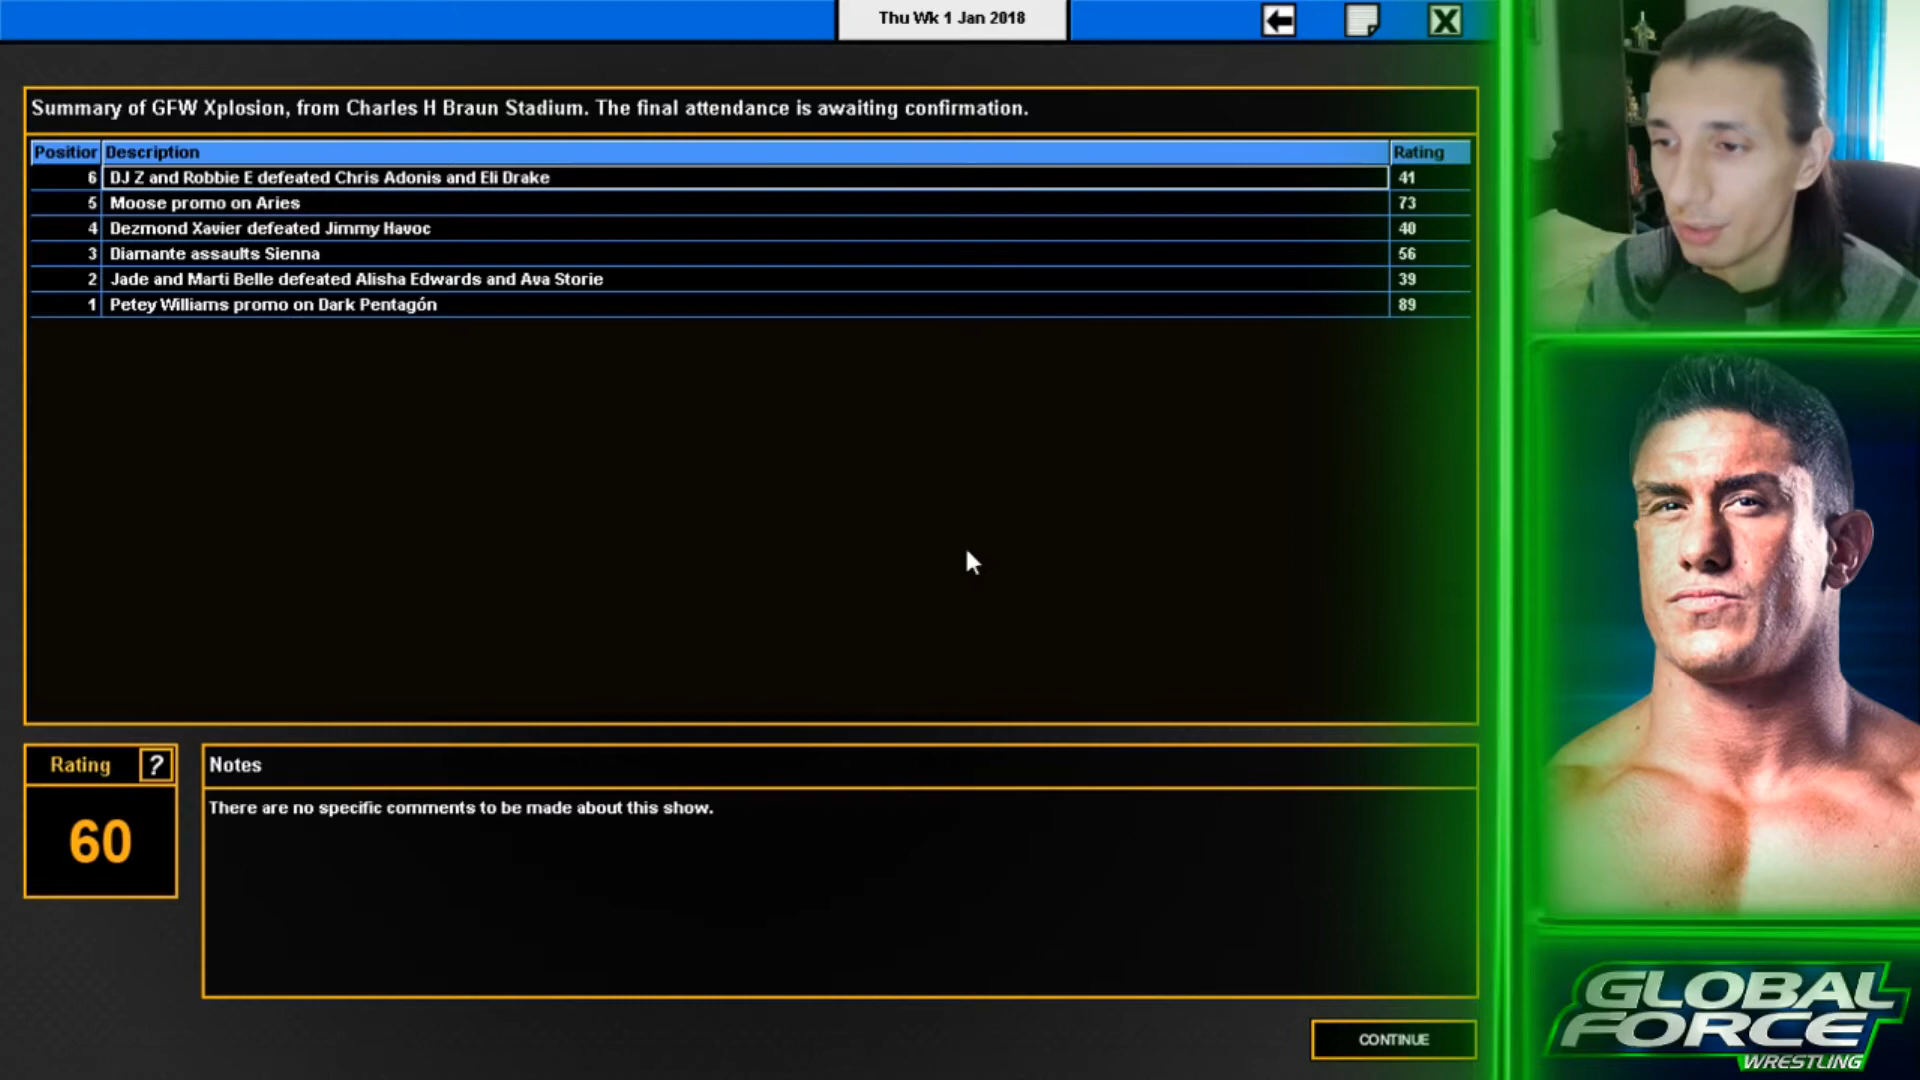 Thu Wk 1 Jan 2018
Summary of GFW Xplosion, from Charles H Braun Stadium. The final attendance is awaiting confirmation.
Position Description Rating
6 DJ Z and Robbie E defeated Chris Adonis and Eli Drake 41
5 Moose promo on Aries 73
4 Dezmond Xavier defeated Jimmy Havoc 40
3 Diamante assaults Sienna 56
2 Jade and Marti Belle defeated Alisha Edwards and Ava Storie 39
1 Petey Williams promo on Dark Pentagón 89
Rating ? Notes
60 There are no specific comments to be made about this show.
CONTINUE
GLOBAL
FORCE
WRESTLING